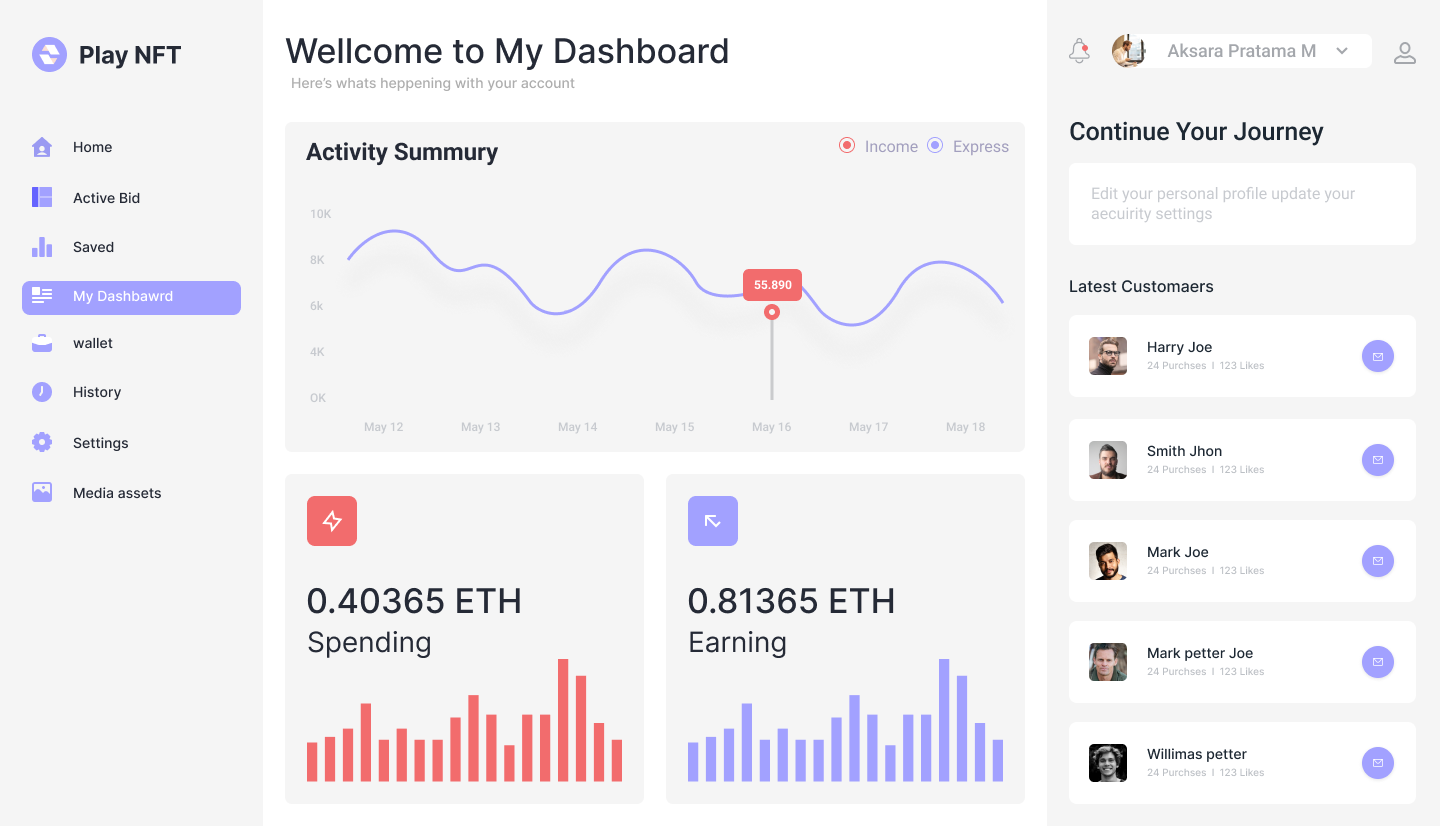 Play NFT
Home
Active Bid
Saved
My Dashbawrd
wallet
History
Settings
Media assets
Wellcome to My Dashboard
Here's whats heppening with your account
Activity Summury
Income
Express
10K
8K
6k
4K
OK
55.890
May 12
May 13
May 14
May 15
May 16
May 17
May 18
0.40365 ETH
Spending
0.81365 ETH
Earning
Aksara Pratama M
Continue Your Journey
Edit your personal profile update your
aecuirity settings
Latest Customaers
Harry Joe
24 Purchses I 123 Likes
Smith Jhon
24 Purchses I 123 Likes
Mark Joe
24 Purchses I 123 Likes
Mark petter Joe
24 Purchses I 123 Likes
Willimas petter
24 Purchses I 123 Likes